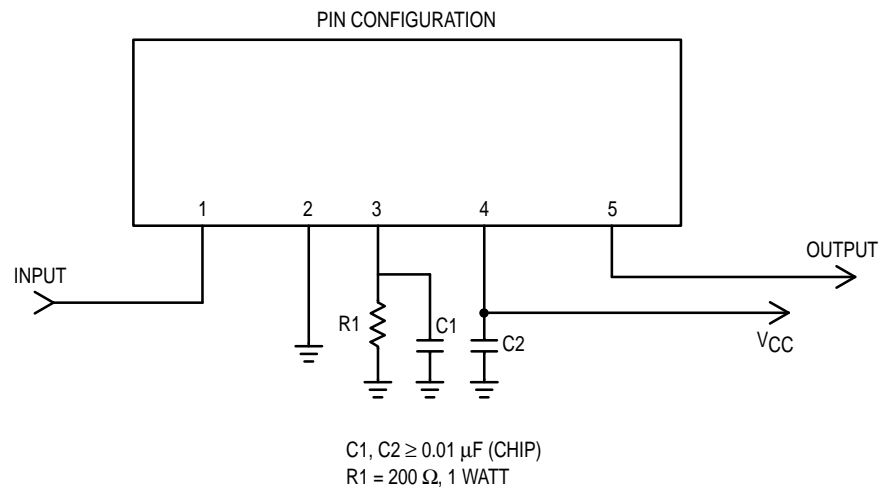 PIN CONFIGURATION
1 2 3 4 5
INPUT
OUTPUT
R1 C1 C2 VCC
C1, C2 ≥ 0.01 µF (CHIP)
R1 = 200 Ω, 1 WATT